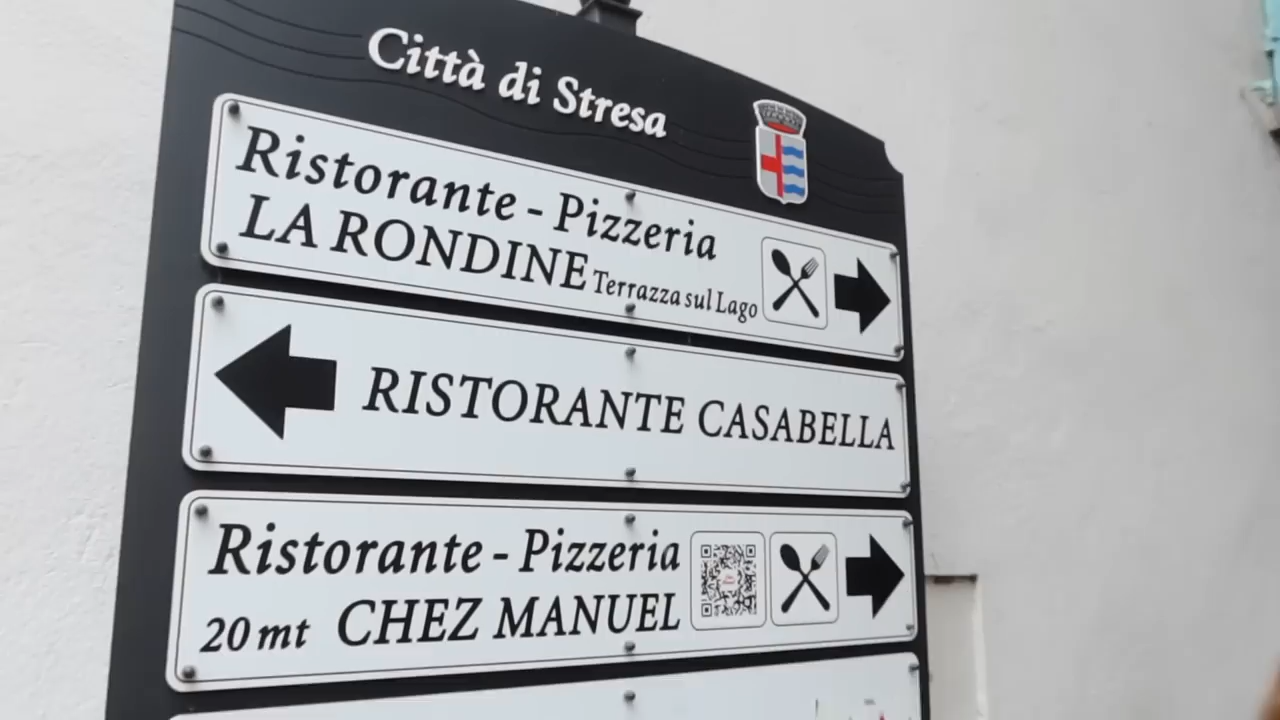 Città di Stresa
Ristorante - Pizzeria
LA RONDINE Terrazza sul Lago
RISTORANTE CASABELLA
Ristorante - Pizzeria
20 mt CHEZ MANUEL